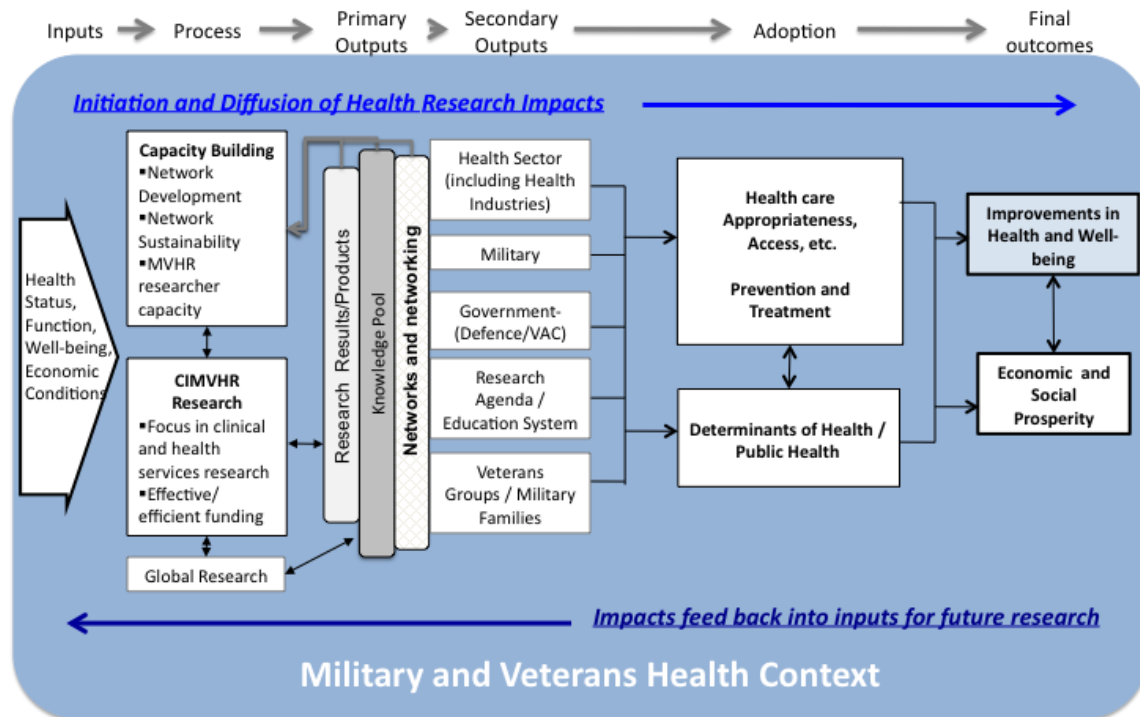 Inputs
Process
Primary
Outputs
Secondary
Outputs
Adoption
Final
outcomes
Initiation and Diffusion of Health Research Impacts
Health
Status,
Function,
Well-being,
Economic
Conditions
Capacity Building
▪Network
Development
▪Network
Sustainability
▪MVHR
researcher
capacity
CIMVHR
Research
▪Focus in clinical
and health
services research
▪Effective/
efficient funding
Global Research
Research Results/Products
Knowledge Pool
Networks and networking
Health Sector
(including Health
Industries)
Military
Government-
(Defence/VAC)
Research
Agenda /
Education System
Veterans
Groups / Military
Families
Health care
Appropriateness,
Access, etc.
Prevention and
Treatment
Determinants of Health /
Public Health
Improvements in
Health and Well-
being
Economic and
Social
Prosperity
Impacts feed back into inputs for future research
Military and Veterans Health Context